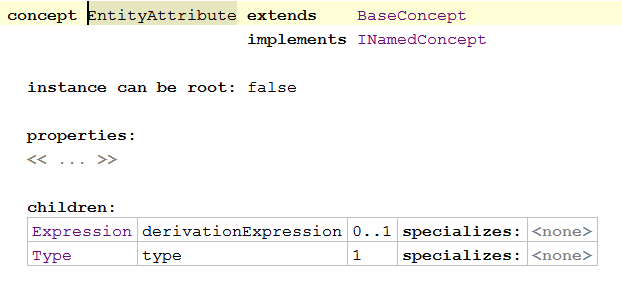 concept EntityAttribute extends BaseConcept
implements INamedConcept
instance can be root: false
properties:
<< ... >>
children:
Expression derivationExpression 0..1 specializes: <none>
Type type 1 specializes: <none>